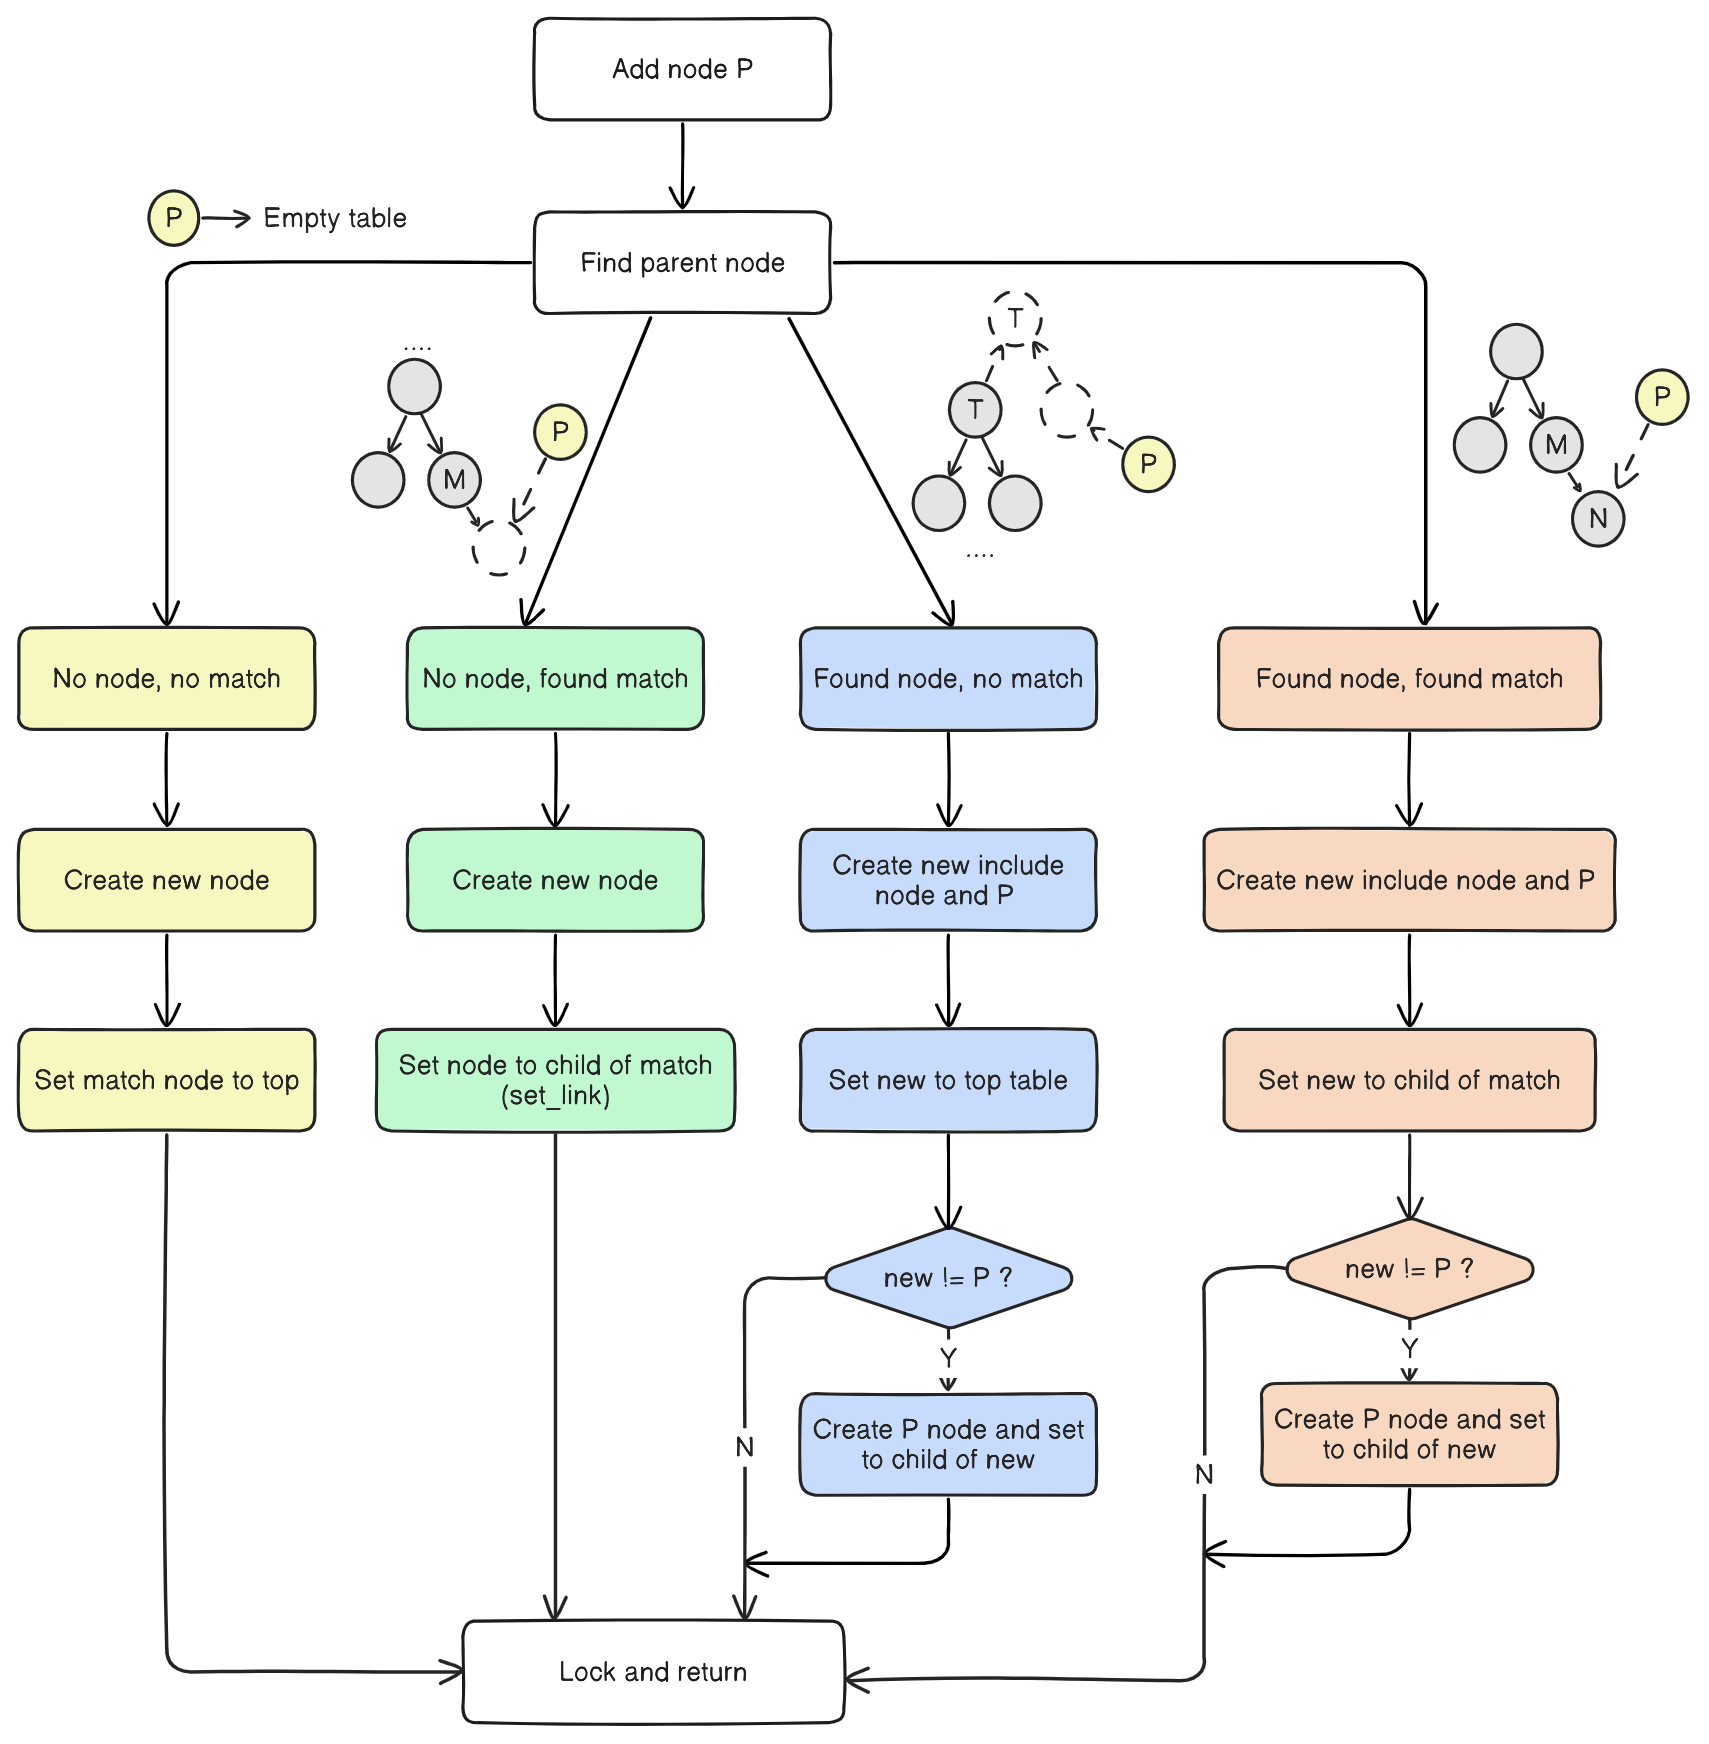 Add node P
P
Empty table
Find parent node
....
P
M
T
T
P
....
P
M
N
No node, no match
No node, found match
Found node, no match
Found node, found match
Create new node
Create new node
Create new include
node and P
Create new include node and P
Set match node to top
Set node to child of match
(set_link)
Set new to top table
Set new to child of match
new != P ?
new != P ?
Y
Y
Create P node and set
to child of new
Create P node and set
to child of new
N
N
Lock and return